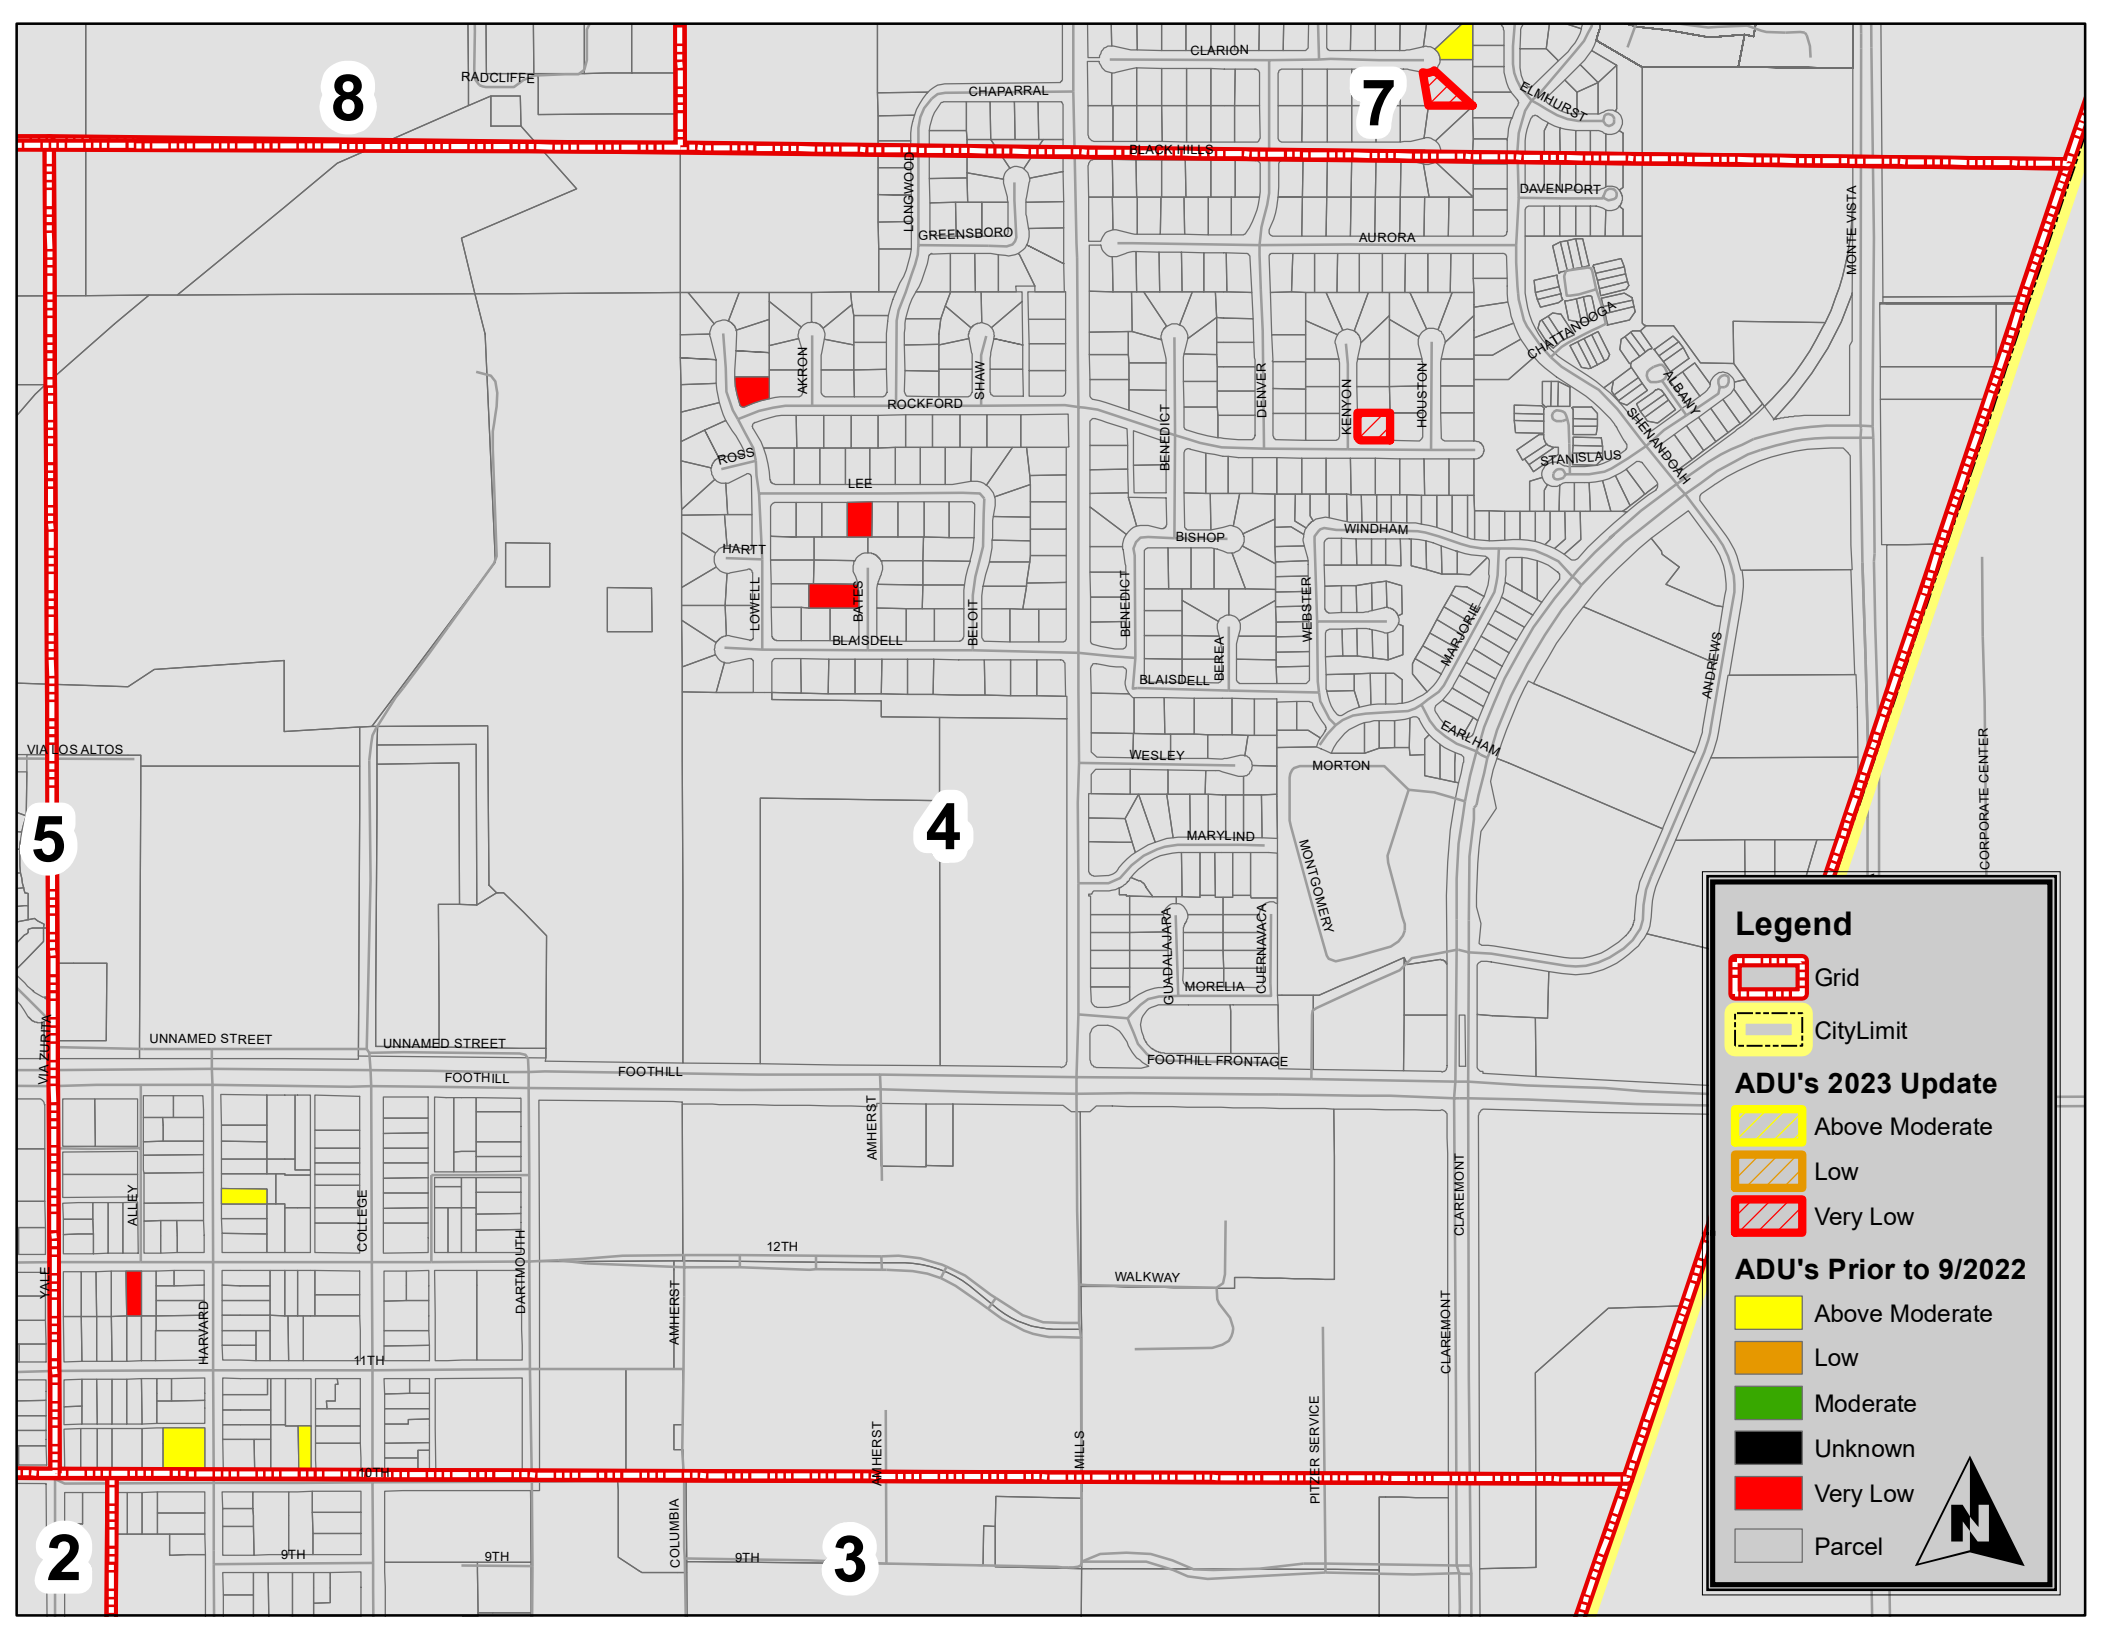 CLARION
8
RADCLIFFE
7
CHAPARRAL
ELMHURST
BLACK HILLS
LONGWOOD
DAVENPORT
MONTE VISTA
GREENSBORO
AURORA
CHATTANOOGA
AKRON
SHAW
DENVER
KENYON
HOUSTON
ALBANY
ROCKFORD
BENEDICT
SHENANDOAH
ROSS
STANISLAUS
LEE
WINDHAM
BISHOP
HARTT
LOWELL
BATES
BELOIT
BENEDICT
WEBSTER
BEREA
MARJORIE
ANDREWS
BLAISDELL
BLAISDELL
EARLHAM
VIA LOS ALTOS
WESLEY
MORTON
CORPORATE CENTER
5
4
MARYLIND
MONTGOMERY
GUADALAJARA
CUERNAVACA
MORELIA
VIA ZURITA
UNNAMED STREET
UNNAMED STREET
FOOTHILL FRONTAGE
FOOTHILL
FOOTHILL
AMHERST
ALLEY
COLLEGE
CLAREMONT
DARTMOUTH
12TH
YALE
WALKWAY
HARVARD
AMHERST
CLAREMONT
11TH
AMHERST
MILLS
PITZER SERVICE
10TH
COLUMBIA
2
9TH
9TH
9TH
3
Legend
Grid
CityLimit
ADU's 2023 Update
Above Moderate
Low
Very Low
ADU's Prior to 9/2022
Above Moderate
Low
Moderate
Unknown
Very Low
Parcel
N